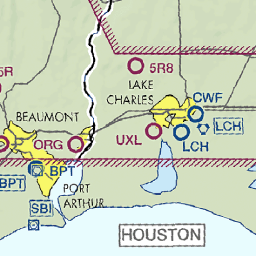 5R8
5R
LAKE
CHARLES
CWF
BEAUMONT
LCH
UXL
LCH
ORG
BPT
BPT
PORT
ARTHUR
SBI
HOUSTON